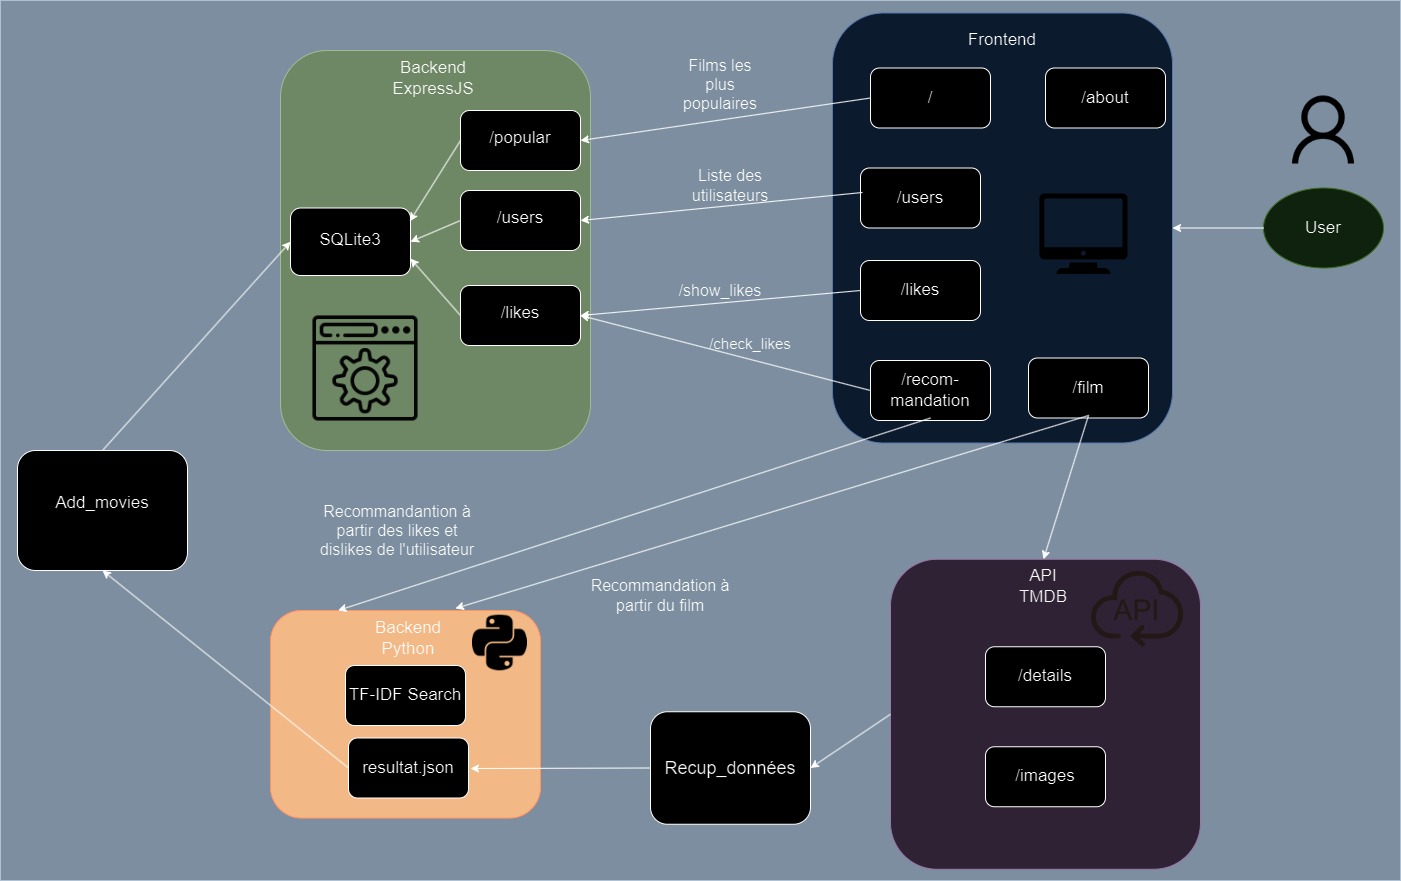 Frontend
Backend
ExpressJS
Films les
plus
populaires
/
/about
/popular
Liste des
utilisateurs
/users
/users
SQLite3
User
/show_likes
/likes
/likes
/check_likes
/recom-
mandation
/film
Add_movies
Recommandantion à
partir des likes et
dislikes de l'utilisateur
Recommandation à
partir du film
API
TMDB
API
Backend
Python
/details
TF-IDF Search
resultat.json
Recup_données
/images